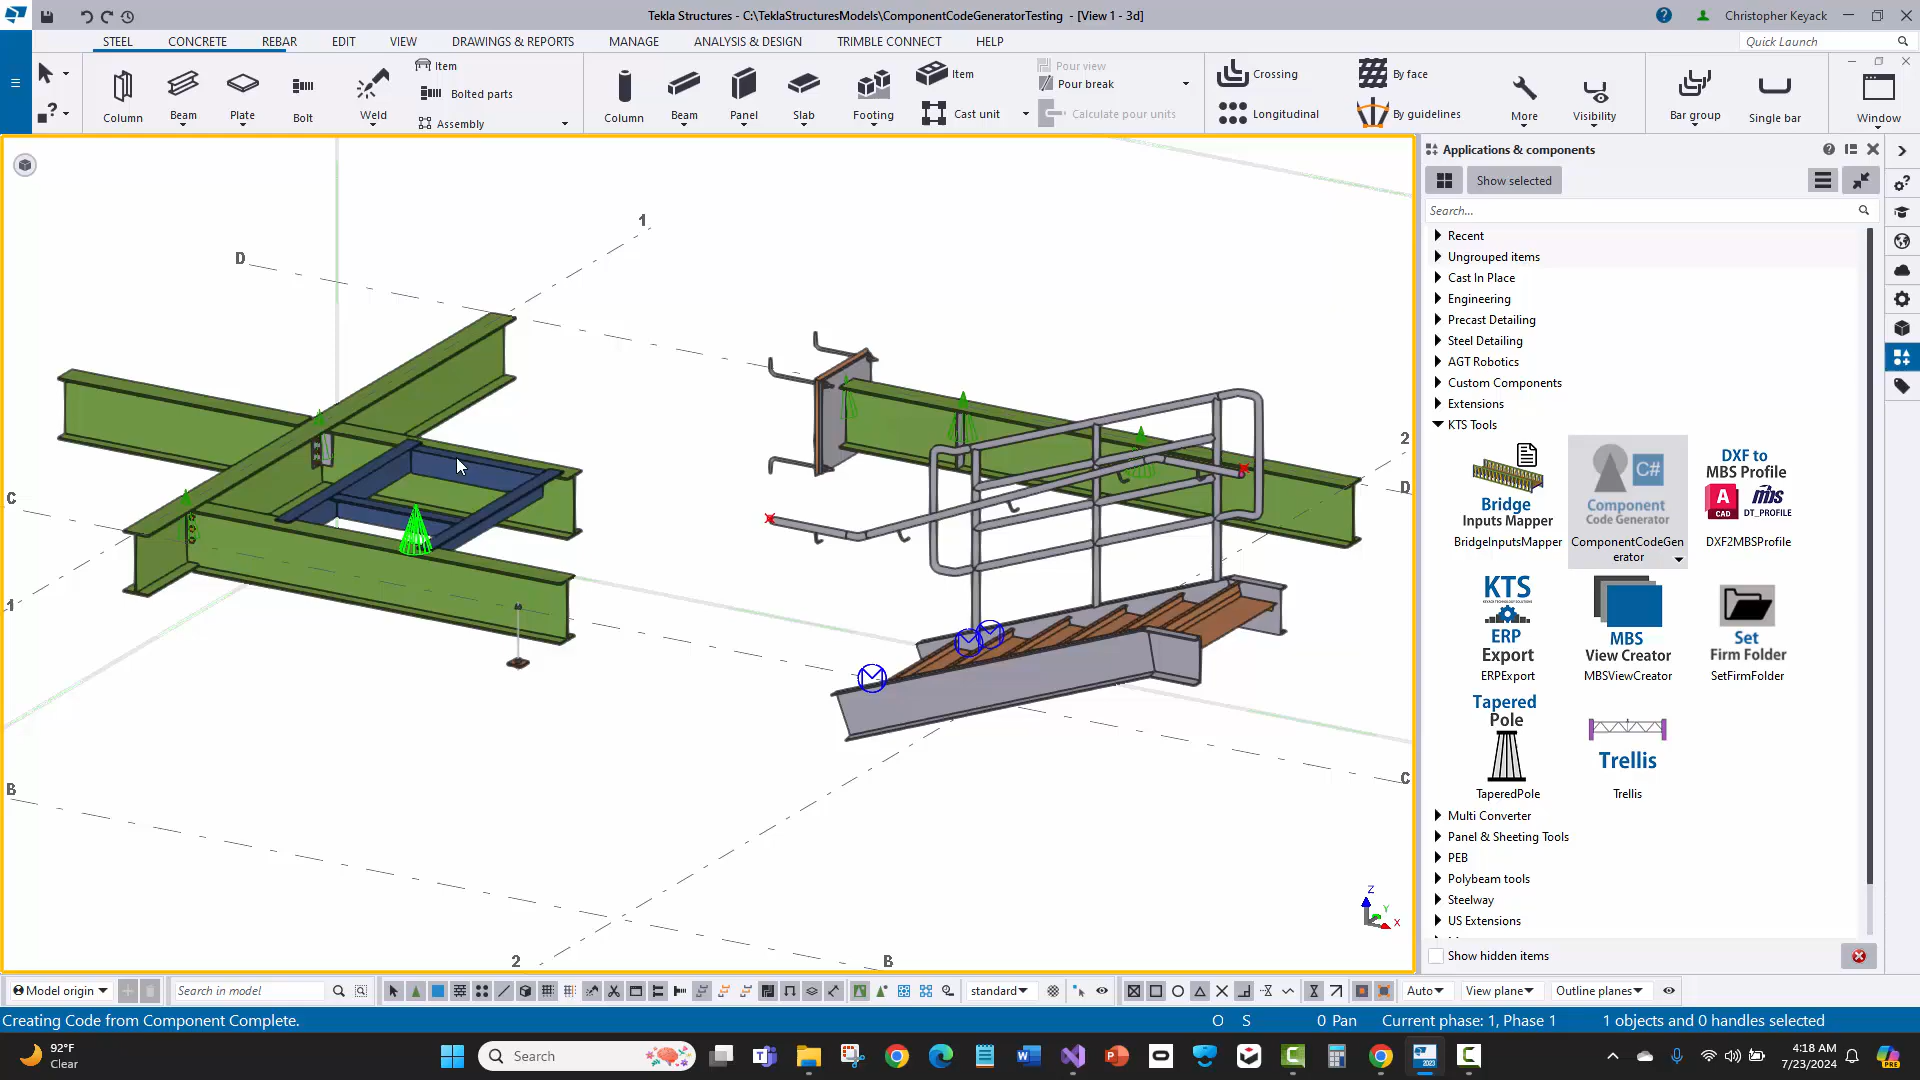 Tekla Structures - C:\TeklaStructuresModels\ComponentCodeGeneratorTesting - [View 1 - 3d]
Christopher Keyack
STEEL CONCRETE REBAR EDIT VIEW DRAWINGS & REPORTS MANAGE ANALYSIS & DESIGN TRIMBLE CONNECT HELP
Quick Launch
Column Beam Plate Bolt Weld
Item
Bolted parts
Assembly
Column Beam Panel Slab Footing
Item
Cast unit
Pour view
Pour break
Calculate pour units
Crossing
Longitudinal
By face
By guidelines
More Visibility Bar group Single bar Window
Applications & components
Show selected
Search...
Recent
Ungrouped items
Cast In Place
Engineering
Precast Detailing
Steel Detailing
AGT Robotics
Custom Components
Extensions
KTS Tools
Bridge
Inputs Mapper
BridgeInputsMapper
C#
Component
Code Generator
ComponentCodeGen
erator
DXF to
MBS Profile
A
CAD
mbs
DT_PROFILE
DXF2MBSProfile
KTS
ERP
Export
ERPExport
MBS
View Creator
MBSViewCreator
Set
Firm Folder
SetFirmFolder
Tapered
Pole
TaperedPole
Trellis
Trellis
Multi Converter
Panel & Sheeting Tools
PEB
Polybeam tools
Steelway
US Extensions
Show hidden items
1
D
C
1
B
2
B
2
D
C
Z
Y
X
Model origin
Search in model
standard
Auto
View plane
Outline planes
Creating Code from Component Complete.
O S 0 Pan Current phase: 1, Phase 1 1 objects and 0 handles selected
92°F
Clear
Search
4:18 AM
7/23/2024